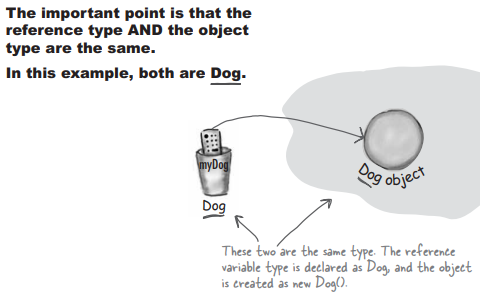 The important point is that the
reference type AND the object
type are the same.
In this example, both are Dog.
myDog
Dog
Dog object
These two are the same type. The reference
variable type is declared as Dog, and the object
is created as new Dog().